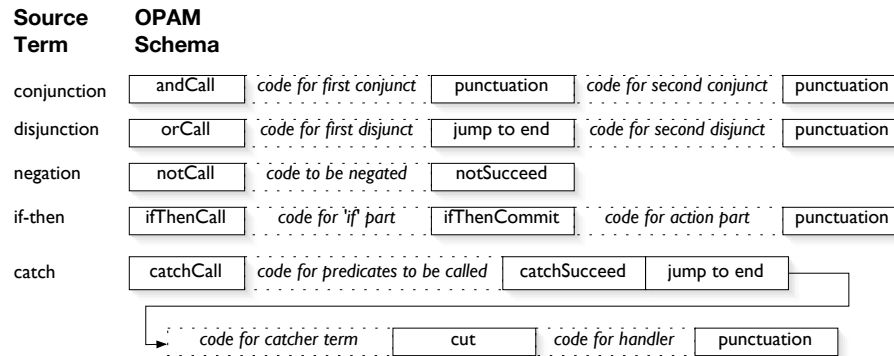 Source OPAM
Term Schema
conjunction andCall code for first conjunct punctuation code for second conjunct punctuation
disjunction orCall code for first disjunct jump to end code for second disjunct punctuation
negation notCall code to be negated notSucceed
if-then ifThenCall code for 'if' part ifThenCommit code for action part punctuation
catch catchCall code for predicates to be called catchSucceed jump to end
code for catcher term cut code for handler punctuation